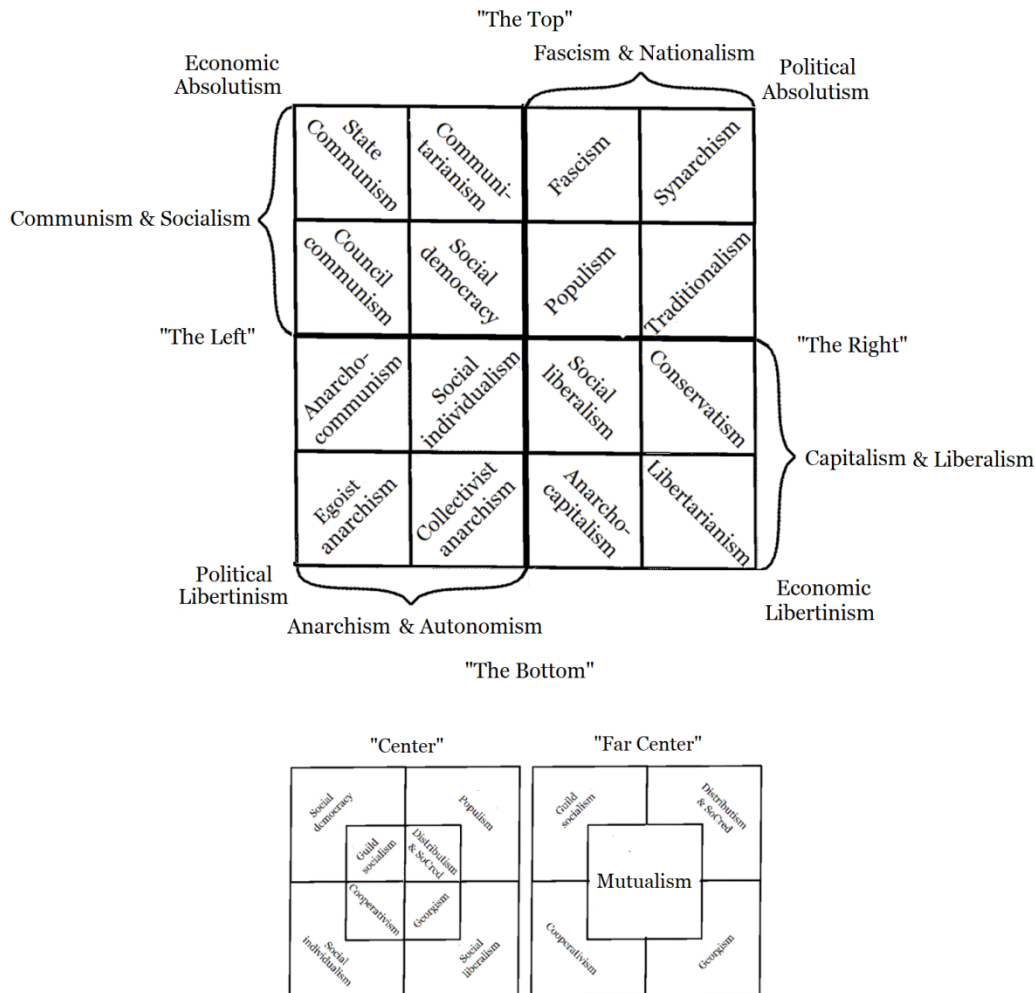 "The Top"
Fascism & Nationalism
Economic
Absolutism
Political
Absolutism
State
Communism
Communi-
tarianism
Fascism
Synarchism
Communism & Socialism
Council
communism
Social
democracy
Populism
Traditionalism
"The Left"
"The Right"
Anarcho-
communism
Social
individualism
Social
liberalism
Conservatism
Capitalism & Liberalism
Egoist
anarchism
Collectivist
anarchism
Anarcho-
capitalism
Libertarianism
Political
Libertinism
Economic
Libertinism
Anarchism & Autonomism
"The Bottom"
"Center"
Social
democracy
Populism
Guild
socialism
Distributism
& SoCred
Cooperativism
Georgism
Social
individualism
Social
liberalism
"Far Center"
Guild
socialism
Distributism
& SoCred
Mutualism
Cooperativism
Georgism